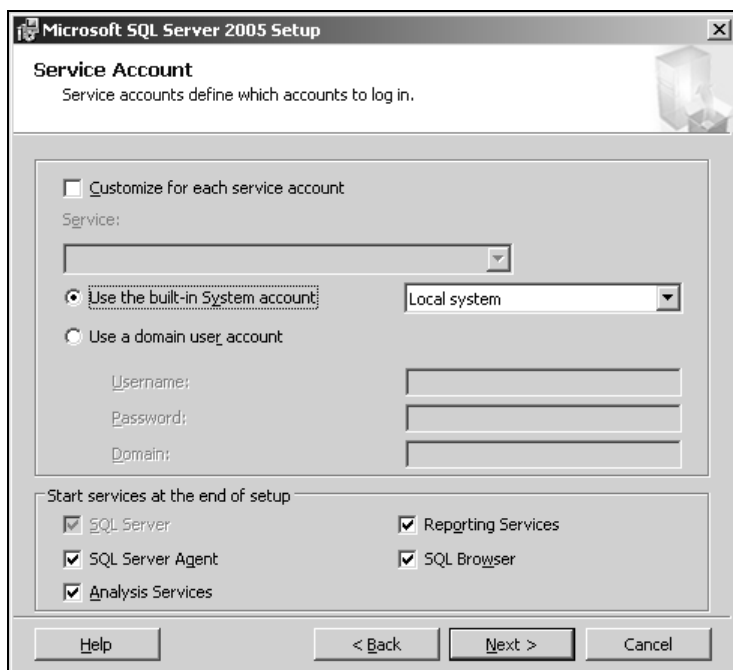 Microsoft SQL Server 2005 Setup
Service Account
Service accounts define which accounts to log in.
Customize for each service account
Service:
Use the built-in System account
Local system
Use a domain user account
Username:
Password:
Domain:
Start services at the end of setup
SQL Server
Reporting Services
SQL Server Agent
SQL Browser
Analysis Services
Help
< Back
Next >
Cancel